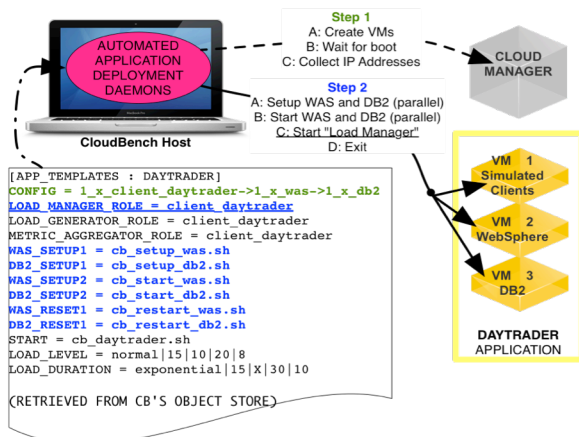 Step 1
A: Create VMs
B: Wait for boot
C: Collect IP Addresses
AUTOMATED
APPLICATION
DEPLOYMENT
DAEMONS
CloudBench Host
CLOUD
MANAGER
Step 2
A: Setup WAS and DB2 (parallel)
B: Start WAS and DB2 (parallel)
C: Start "Load Manager"
D: Exit
[APP_TEMPLATES : DAYTRADER]
CONFIG = 1_x_client_daytrader->1_x_was->1_x_db2
LOAD_MANAGER_ROLE = client_daytrader
LOAD_GENERATOR_ROLE = client_daytrader
METRIC_AGGREGATOR_ROLE = client_daytrader
WAS_SETUP1 = cb_setup_was.sh
DB2_SETUP1 = cb_setup_db2.sh
WAS_SETUP2 = cb_start_was.sh
DB2_SETUP2 = cb_start_db2.sh
WAS_RESET1 = cb_restart_was.sh
DB2_RESET1 = cb_restart_db2.sh
START = cb_daytrader.sh
LOAD_LEVEL = normal|15|10|20|8
LOAD_DURATION = exponential|15|X|30|10
(RETRIEVED FROM CB'S OBJECT STORE)
VM 1
Simulated
Clients
VM 2
WebSphere
VM 3
DB2
DAYTRADER
APPLICATION